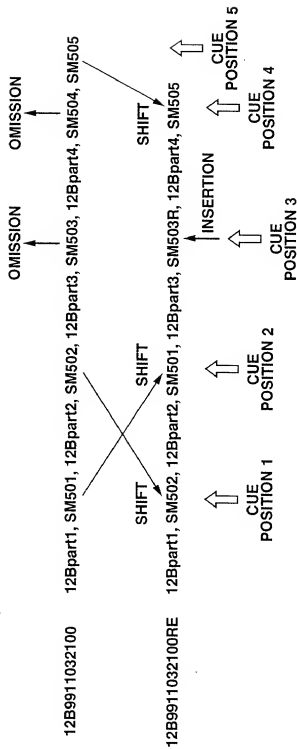 OMISSION OMISSION
12B9911032100 12Bpart1, SM501, 12Bpart2, SM502, 12Bpart3, SM503, 12Bpart4, SM504, SM505
SHIFT SHIFT SHIFT
12B9911032100RE 12Bpart1, SM502, 12Bpart2, SM501, 12Bpart3, SM503R, 12Bpart4, SM505
INSERTION
CUE POSITION 1 CUE POSITION 2 CUE POSITION 3 CUE POSITION 4 CUE POSITION 5